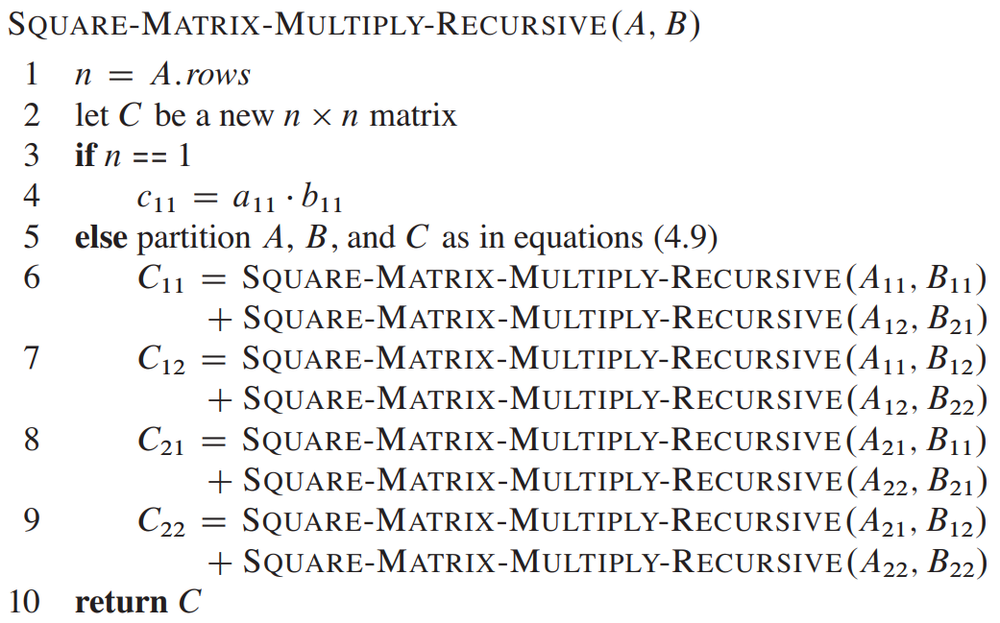 SQUARE-MATRIX-MULTIPLY-RECURSIVE(A, B)
1 n = A.rows
2 let C be a new n × n matrix
3 if n == 1
4 c₁₁ = a₁₁ · b₁₁
5 else partition A, B, and C as in equations (4.9)
6 C₁₁ = SQUARE-MATRIX-MULTIPLY-RECURSIVE(A₁₁, B₁₁)
+ SQUARE-MATRIX-MULTIPLY-RECURSIVE(A₁₂, B₂₁)
7 C₁₂ = SQUARE-MATRIX-MULTIPLY-RECURSIVE(A₁₁, B₁₂)
+ SQUARE-MATRIX-MULTIPLY-RECURSIVE(A₁₂, B₂₂)
8 C₂₁ = SQUARE-MATRIX-MULTIPLY-RECURSIVE(A₂₁, B₁₁)
+ SQUARE-MATRIX-MULTIPLY-RECURSIVE(A₂₂, B₂₁)
9 C₂₂ = SQUARE-MATRIX-MULTIPLY-RECURSIVE(A₂₁, B₁₂)
+ SQUARE-MATRIX-MULTIPLY-RECURSIVE(A₂₂, B₂₂)
10 return C